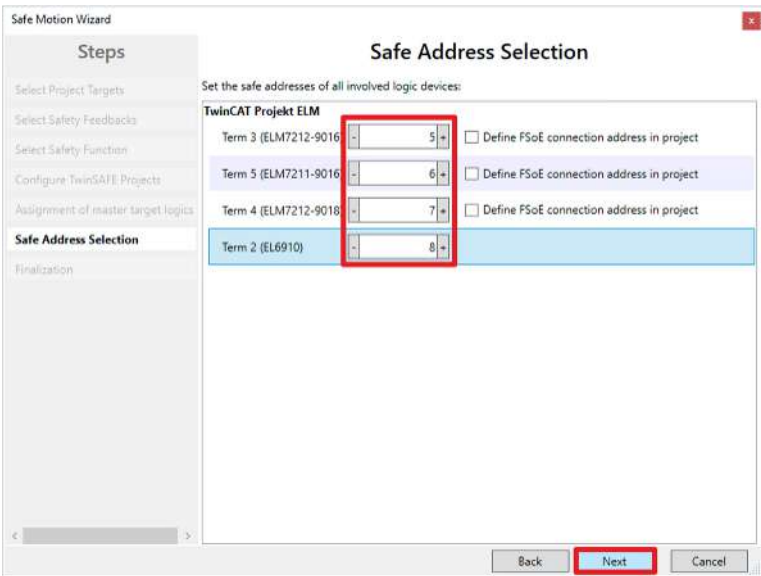 Safe Motion Wizard
x
Steps
Select Project Targets
Select Safety Feedbacks
Select Safety Function
Configure TwinSAFE Projects
Assignment of master target logics
Safe Address Selection
Finalization
Safe Address Selection
Set the safe addresses of all involved logic devices:
TwinCAT Projekt ELM
Term 3 (ELM7212-9016) - 5 + Define FSoE connection address in project
Term 5 (ELM7211-9016 - 6 + Define FSoE connection address in project
Term 4 (ELM7212-9018) - 7 + Define FSoE connection address in project
Term 2 (EL6910) - 8 +
< >
Back Next Cancel